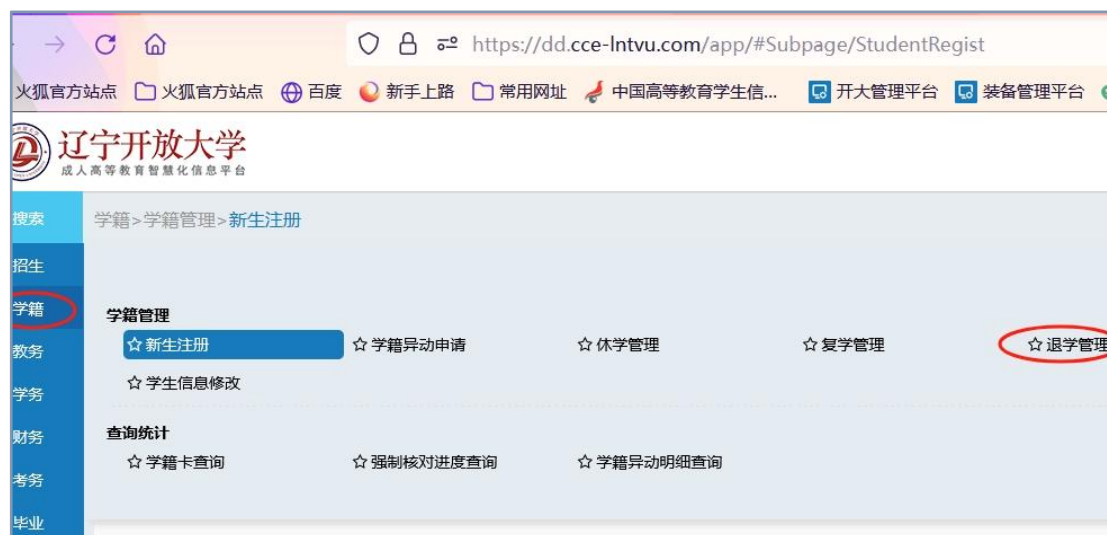 https://dd.cce-lntvu.com/app/#Subpage/StudentRegist
火狐官方站点 火狐官方站点 百度 新手上路 常用网址 中国高等教育学生信... 开大管理平台 装备管理平台
辽宁开放大学
成人高等教育智慧化信息平台
搜索 学籍>学籍管理>新生注册
招生
学籍
学籍管理
☆新生注册 ☆学籍异动申请 ☆休学管理 ☆复学管理 ☆退学管理
教务
☆学生信息修改
学务
查询统计
财务
☆学籍卡查询 ☆强制核对进度查询 ☆学籍异动明细查询
考务
毕业